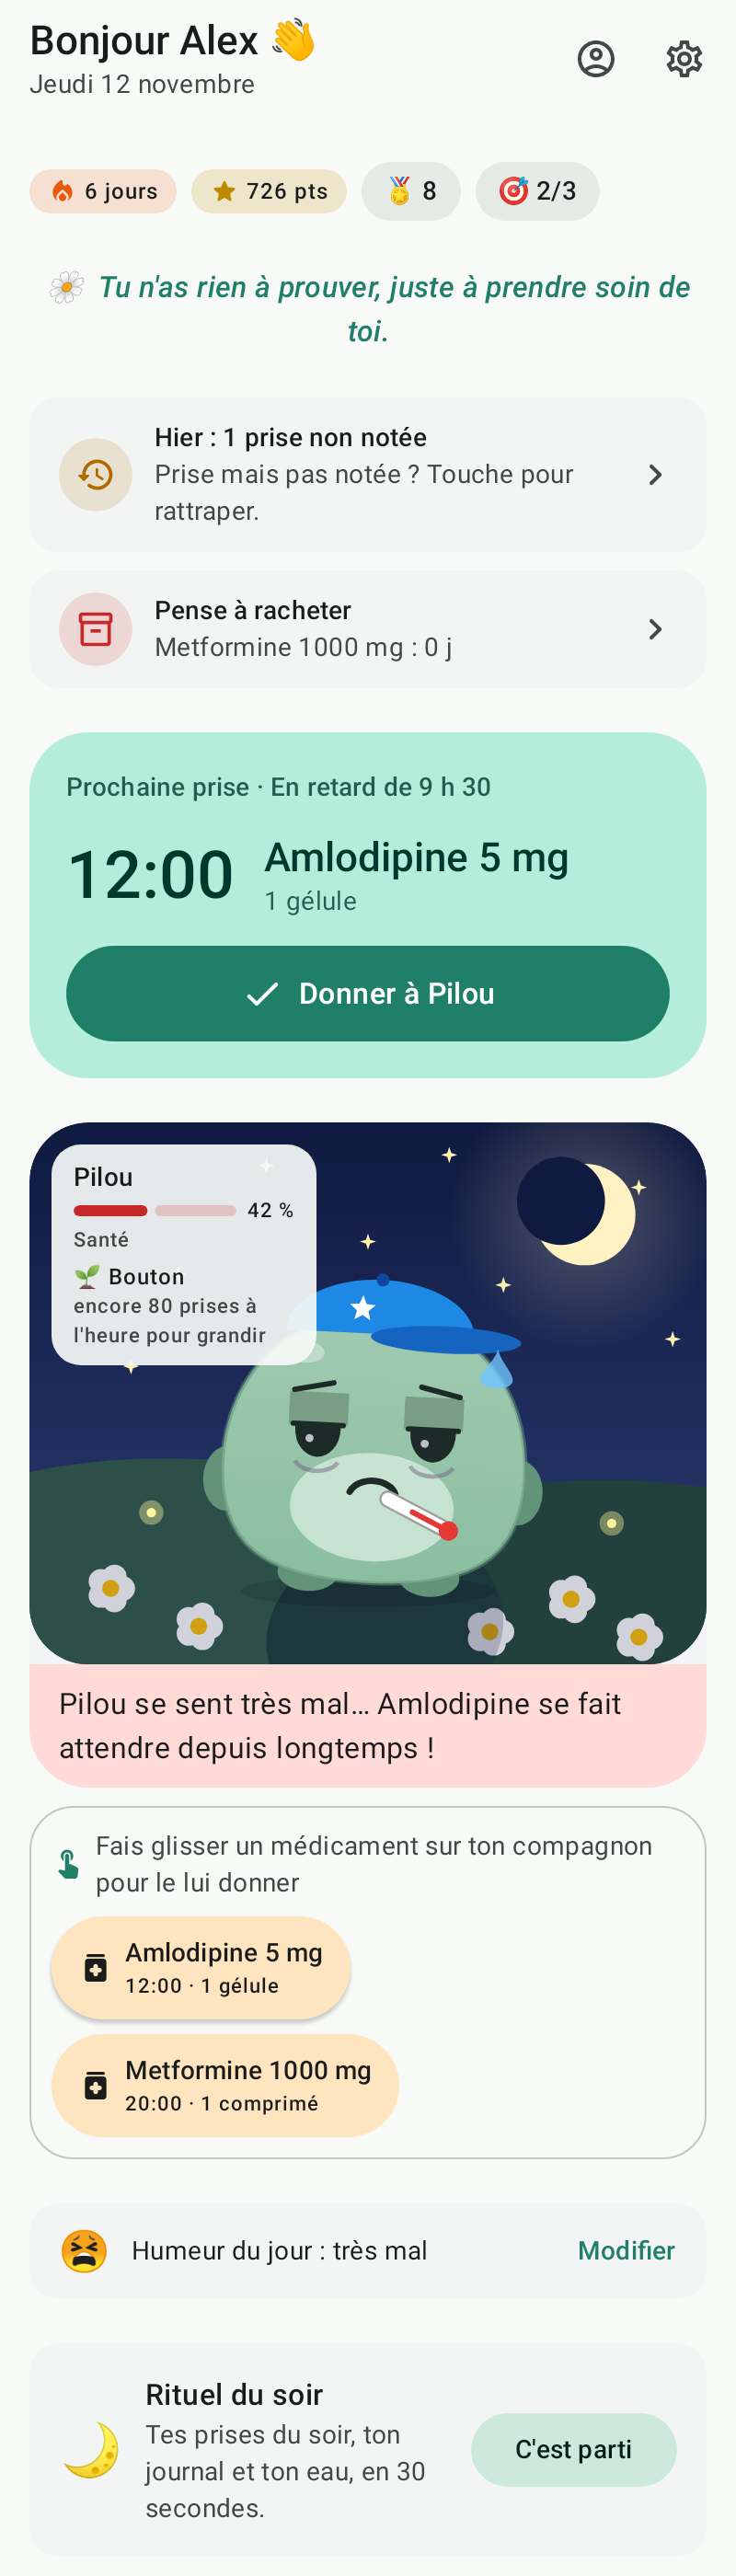 Bonjour Alex 👋
Jeudi 12 novembre
6 jours
726 pts
🏅 8
🎯 2/3
🌼 Tu n'as rien à prouver, juste à prendre soin de
toi.
Hier : 1 prise non notée
Prise mais pas notée ? Touche pour
rattraper.
Pense à racheter
Metformine 1000 mg : 0 j
Prochaine prise · En retard de 9 h 30
12:00
Amlodipine 5 mg
1 gélule
Donner à Pilou
Pilou
42 %
Santé
🌱 Bouton
encore 80 prises à
l'heure pour grandir
Pilou se sent très mal… Amlodipine se fait
attendre depuis longtemps !
Fais glisser un médicament sur ton compagnon
pour le lui donner
Amlodipine 5 mg
12:00 · 1 gélule
Metformine 1000 mg
20:00 · 1 comprimé
Humeur du jour : très mal
Modifier
Rituel du soir
Tes prises du soir, ton
journal et ton eau, en 30
secondes.
C'est parti